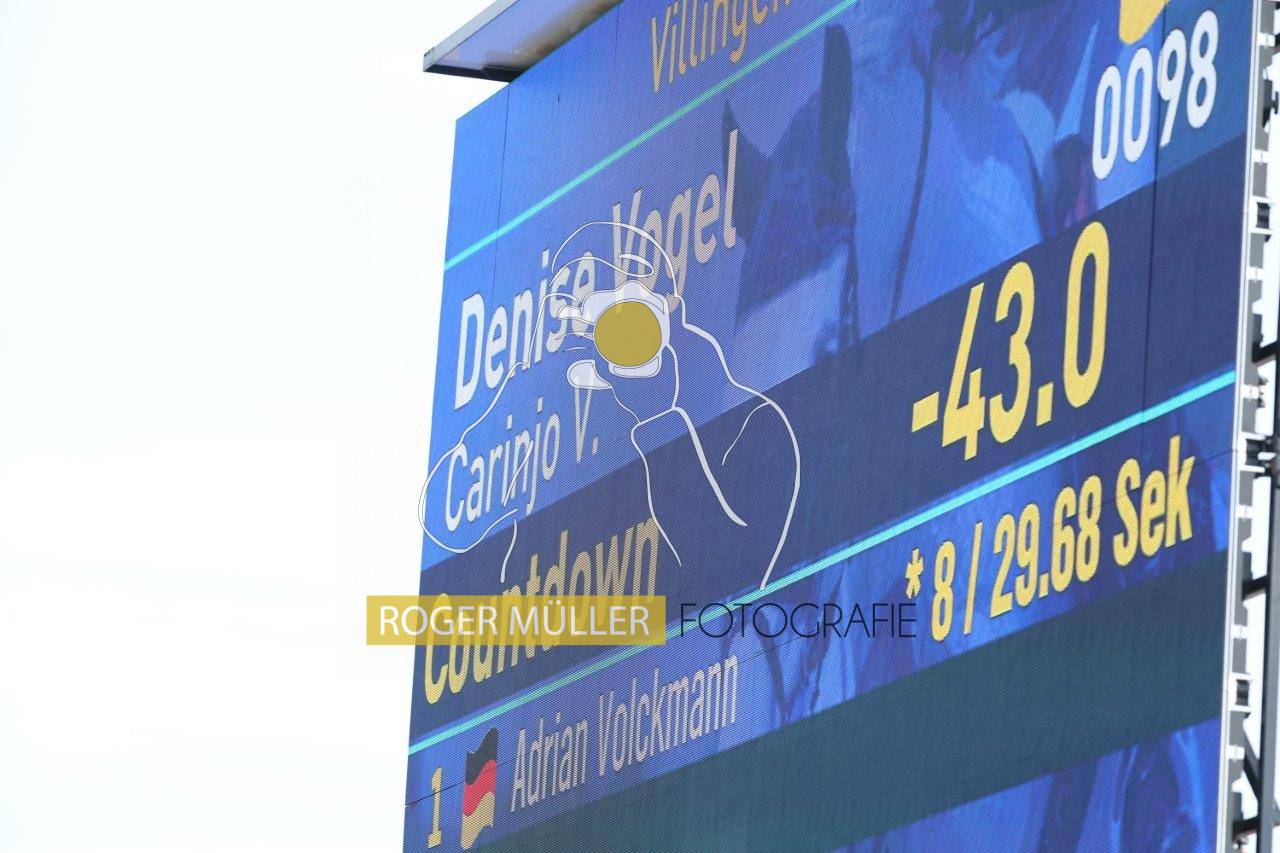 Villingen
0098
Denise Vogel
Carinjo V.
-43.0
Countdown
* 8 / 29.68 Sek
ROGER MÜLLER FOTOGRAFIE
1 Adrian Volckmann